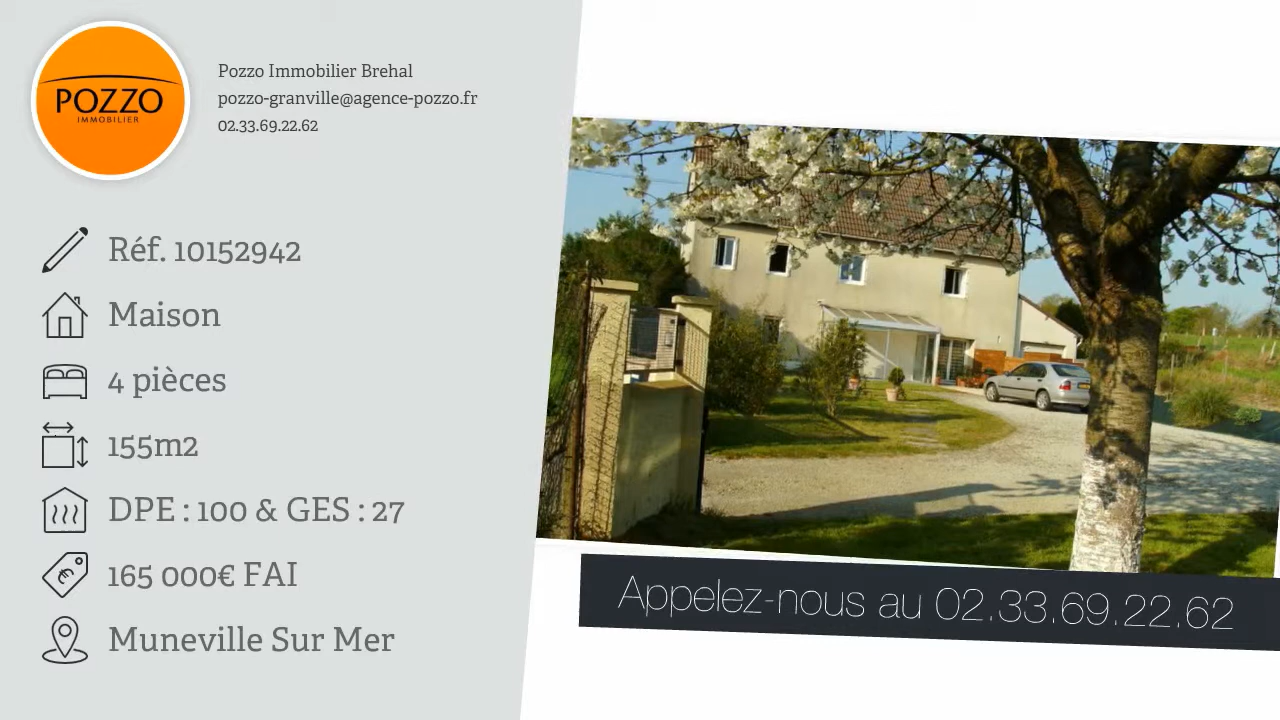 POZZO
IMMOBILIER
Pozzo Immobilier Brehal
pozzo-granville@agence-pozzo.fr
02.33.69.22.62
Réf. 10152942
Maison
4 pièces
155m2
DPE : 100 & GES : 27
165 000€ FAI
Muneville Sur Mer
Appelez-nous au 02.33.69.22.62